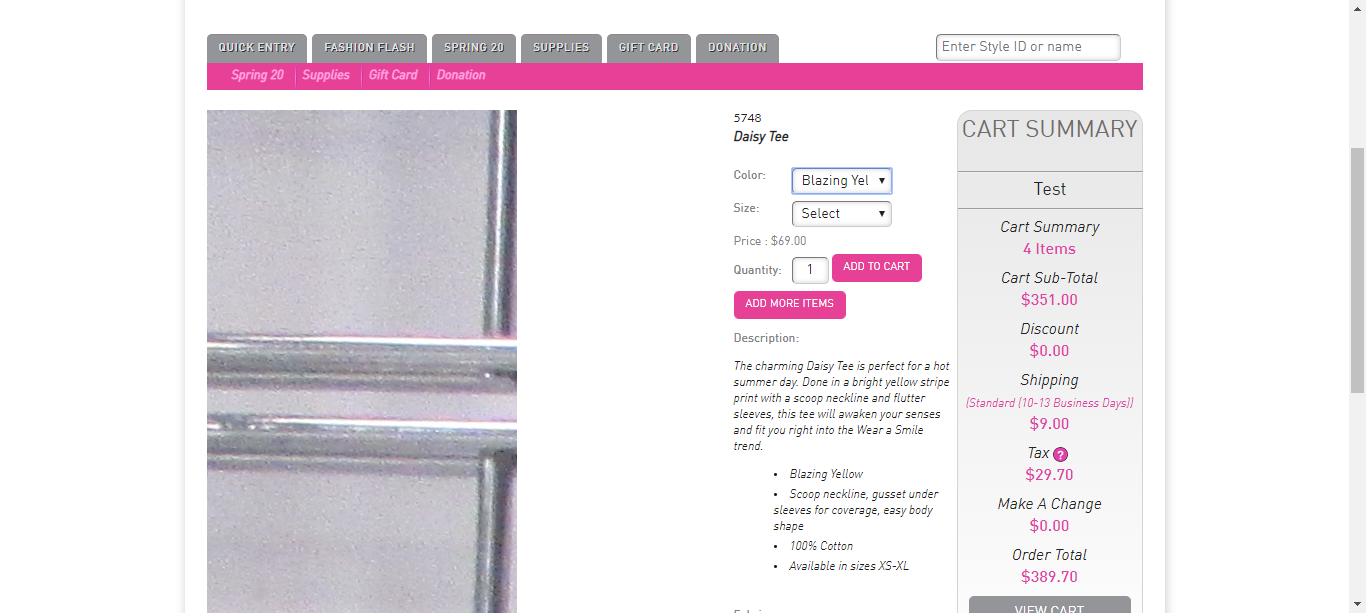 QUICK ENTRY
FASHION FLASH
SPRING 20
SUPPLIES
GIFT CARD
DONATION
Enter Style ID or name
Spring 20
Supplies
Gift Card
Donation
5748
Daisy Tee
Color:
Blazing Yel
Size:
Select
Price : $69.00
Quantity:
1
ADD TO CART
ADD MORE ITEMS
Description:
The charming Daisy Tee is perfect for a hot
summer day. Done in a bright yellow stripe
print with a scoop neckline and flutter
sleeves, this tee will awaken your senses
and fit you right into the Wear a Smile
trend.
• Blazing Yellow
• Scoop neckline, gusset under
sleeves for coverage, easy body
shape
• 100% Cotton
• Available in sizes XS-XL
CART SUMMARY
Test
Cart Summary
4 Items
Cart Sub-Total
$351.00
Discount
$0.00
Shipping
(Standard (10-13 Business Days))
$9.00
Tax ?
$29.70
Make A Change
$0.00
Order Total
$389.70
VIEW CART